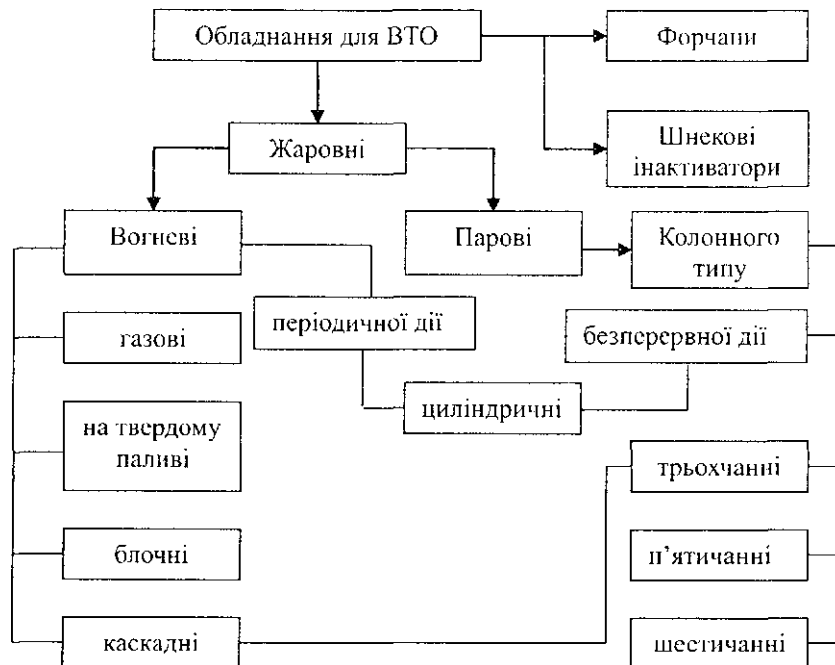 Обладнання для ВТО
Форчани
Шнекові
інактиватори
Жаровні
Вогневі
Парові
Колонного
типу
періодичної дії
газові
безперервної дії
циліндричні
на твердому
паливі
трьохчанні
блочні
п’ятичанні
каскадні
шестичанні